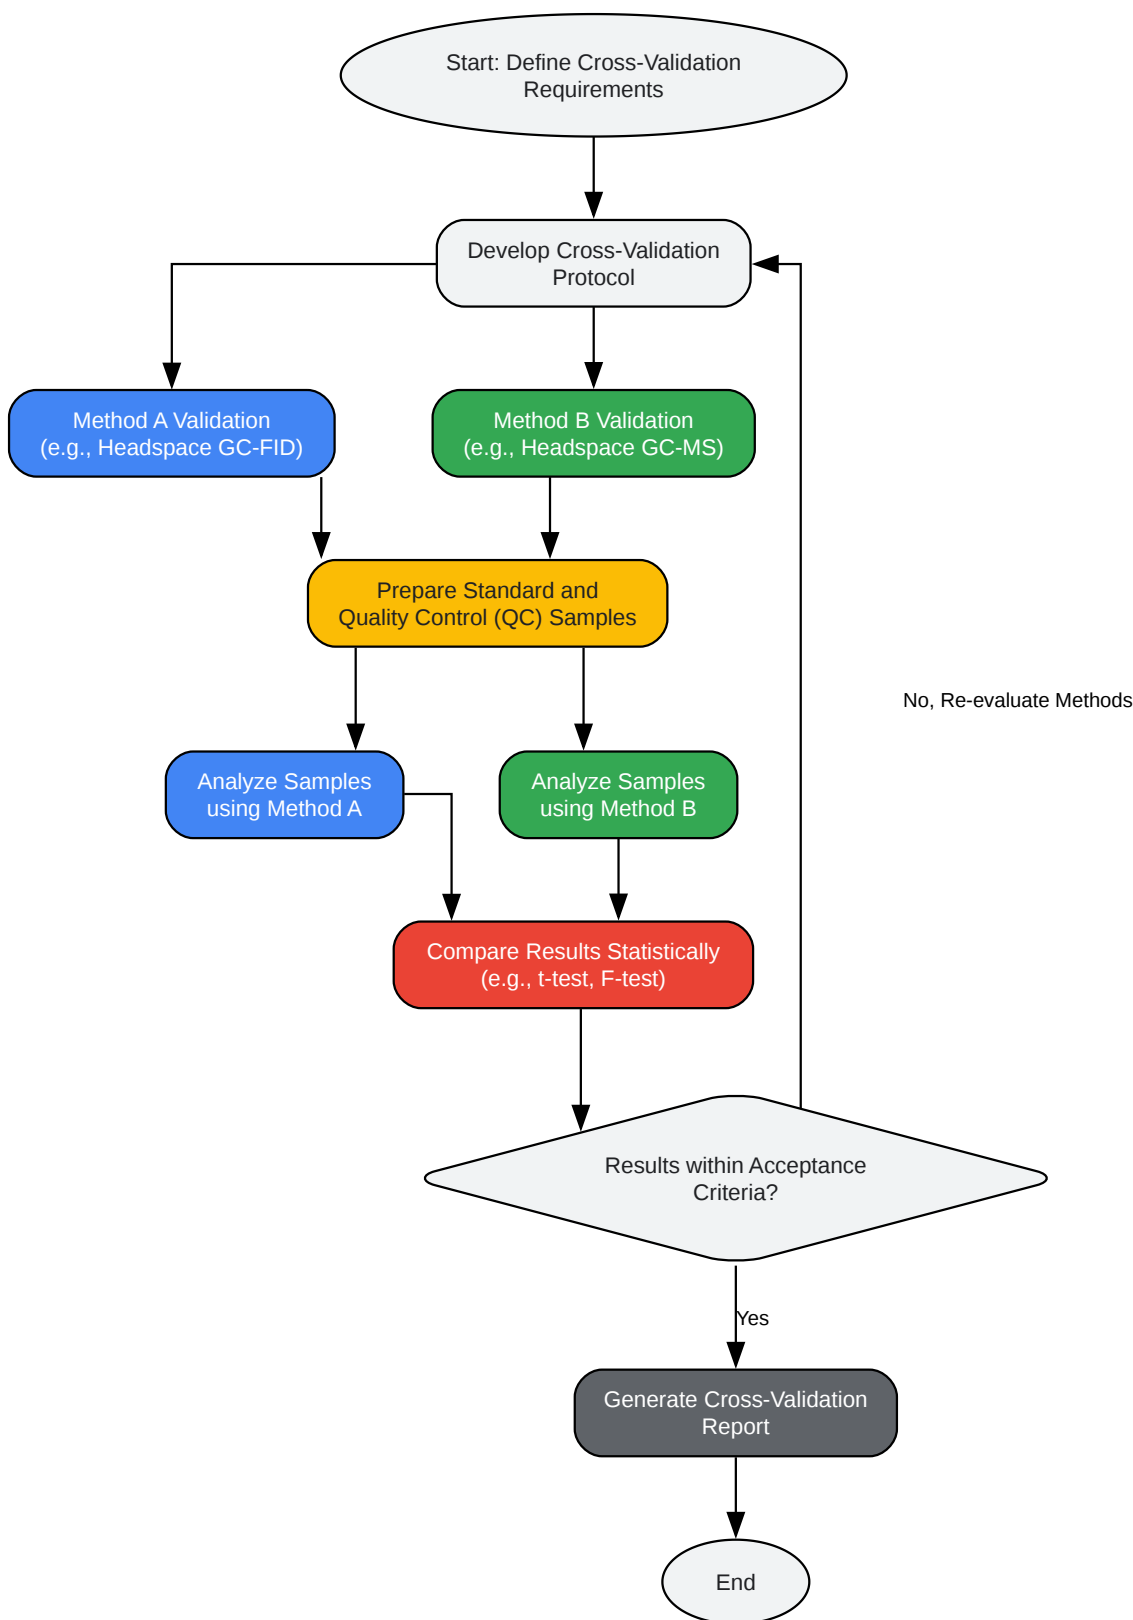 Start: Define Cross-Validation
Requirements
Develop Cross-Validation
Protocol
Method A Validation
(e.g., Headspace GC-FID)
Method B Validation
(e.g., Headspace GC-MS)
Prepare Standard and
Quality Control (QC) Samples
No, Re-evaluate Methods
Analyze Samples
using Method A
Analyze Samples
using Method B
Compare Results Statistically
(e.g., t-test, F-test)
Results within Acceptance
Criteria?
Yes
Generate Cross-Validation
Report
End